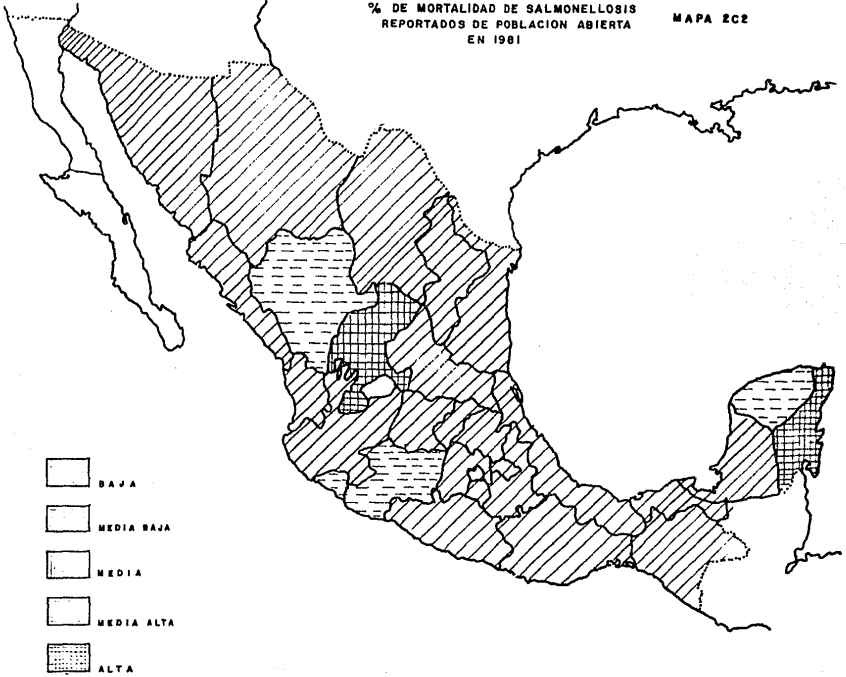 % DE MORTALIDAD DE SALMONELLOSIS
REPORTADOS DE POBLACION ABIERTA
EN 1981
MAPA 2C2
BAJA
MEDIA BAJA
MEDIA
MEDIA ALTA
ALTA